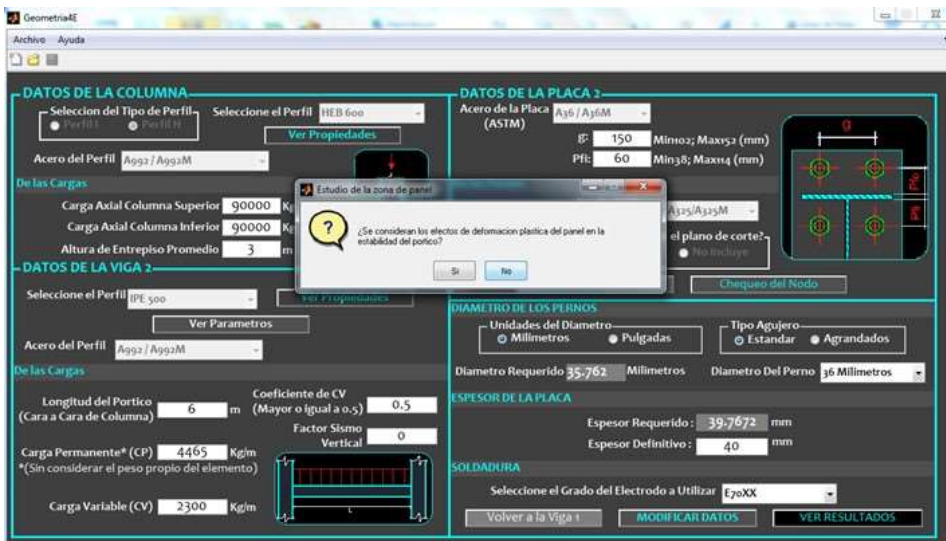 Geometria4E
Archivo Ayuda
DATOS DE LA COLUMNA
Seleccion del Tipo de Perfil
Perfil I
Perfil H
Seleccione el Perfil HEB 600
Ver Propiedades
Acero del Perfil A992 / A992M
De las Cargas
Carga Axial Columna Superior 90000 Kg
Carga Axial Columna Inferior 90000 Kg
Altura de Entrepiso Promedio 3 m
DATOS DE LA VIGA 2
Seleccione el Perfil IPE 500
Ver Propiedades
Ver Parametros
Acero del Perfil A992 / A992M
De las Cargas
Longitud del Portico
(Cara a Cara de Columna) 6 m
Coeficiente de CV
(Mayor o igual a 0.5) 0.5
Factor Sismo
Vertical 0
Carga Permanente* (CP) 4465 Kg/m
*(Sin considerar el peso propio del elemento)
Carga Variable (CV) 2300 Kg/m
L
Estudio de la zona de panel
?
¿Se consideran los efectos de deformacion plastica del panel en la
estabilidad del portico?
Si No
DATOS DE LA PLACA 2
Acero de la Placa
(ASTM) A36 / A36M
g: 150 Min102; Max152 (mm)
Pfi: 60 Min38; Max114 (mm)
g
Pfo
Pfi
A325/A325M
el plano de corte?
No Incluye
Chequeo del Nodo
DIAMETRO DE LOS PERNOS
Unidades del Diametro
Milimetros Pulgadas
Tipo Agujero
Estandar Agrandados
Diametro Requerido 35.762 Milimetros
Diametro Del Perno 36 Milimetros
ESPESOR DE LA PLACA
Espesor Requerido : 39.7672 mm
Espesor Definitivo : 40 mm
SOLDADURA
Seleccione el Grado del Electrodo a Utilizar E70XX
Volver a la Viga 1 MODIFICAR DATOS VER RESULTADOS